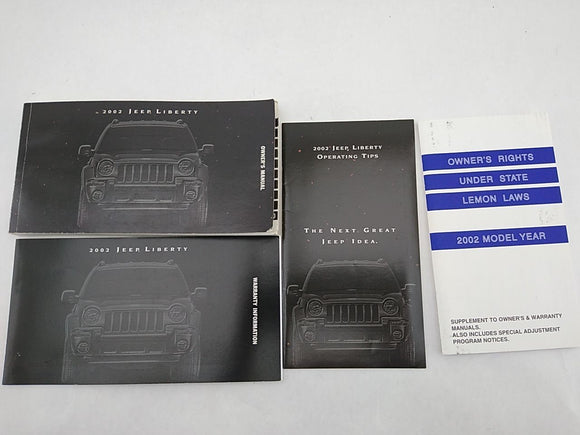 2002 JEEP LIBERTY
OWNER'S MANUAL
2002 JEEP LIBERTY
WARRANTY INFORMATION
2002 JEEP LIBERTY
OPERATING TIPS
THE NEXT GREAT
JEEP IDEA.
OWNER'S RIGHTS
UNDER STATE
LEMON LAWS
2002 MODEL YEAR
SUPPLEMENT TO OWNER'S & WARRANTY
MANUALS.
ALSO INCLUDES SPECIAL ADJUSTMENT
PROGRAM NOTICES.